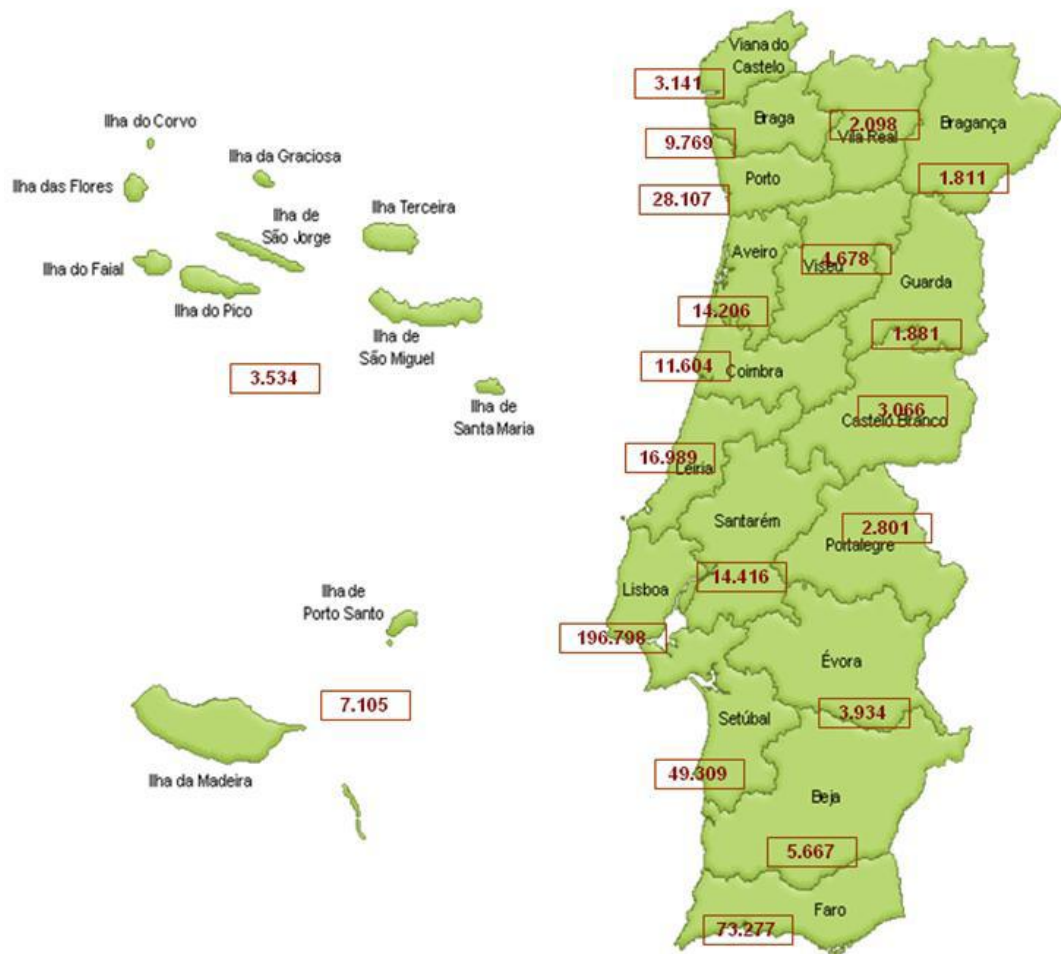 Viana do
Castelo
3.141
Braga
9.769
2.098
Vila Real
Bragança
1.811
Porto
28.107
Ilha do Corvo
Ilha da Graciosa
Ilha das Flores
Ilha de
São Jorge
Ilha Terceira
Ilha do Faial
Ilha do Pico
Ilha de
São Miguel
3.534
Ilha de
Santa Maria
Aveiro
14.206
4.678
Viseu
Guarda
1.881
11.604
Coimbra
3.066
Castelo Branco
16.989
Leiria
Santarém
14.416
2.801
Portalegre
Lisboa
196.798
Ilha de
Porto Santo
7.105
Ilha da Madeira
Évora
3.934
Setúbal
49.309
Beja
5.667
Faro
73.277